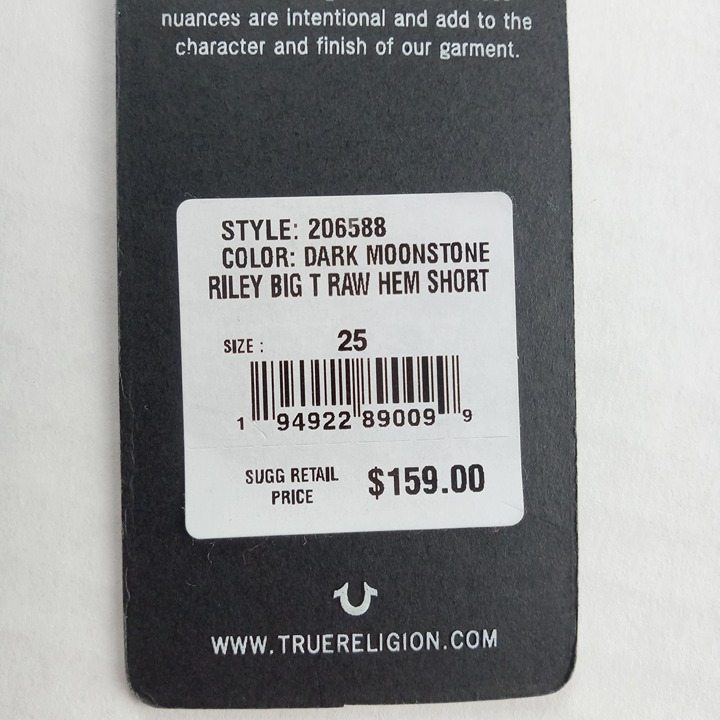 nuances are intentional and add to the
character and finish of our garment.
STYLE: 206588
COLOR: DARK MOONSTONE
RILEY BIG T RAW HEM SHORT
SIZE : 25
1 94922 89009 9
SUGG RETAIL
PRICE $159.00
WWW.TRUERELIGION.COM